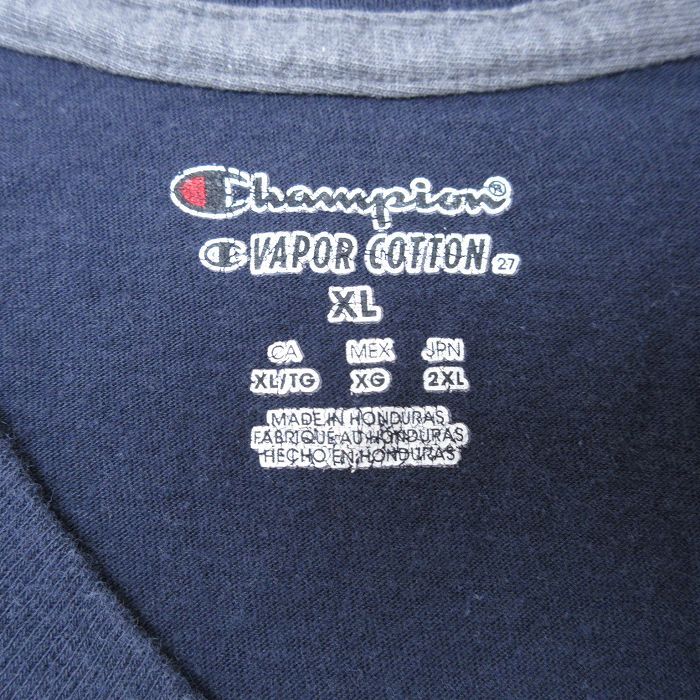 Champion®
VAPOR COTTON 27
XL
CA MEX JPN
XL/TG XG 2XL
MADE IN HONDURAS
FABRIQUÉ AU HONDURAS
HECHO EN HONDURAS